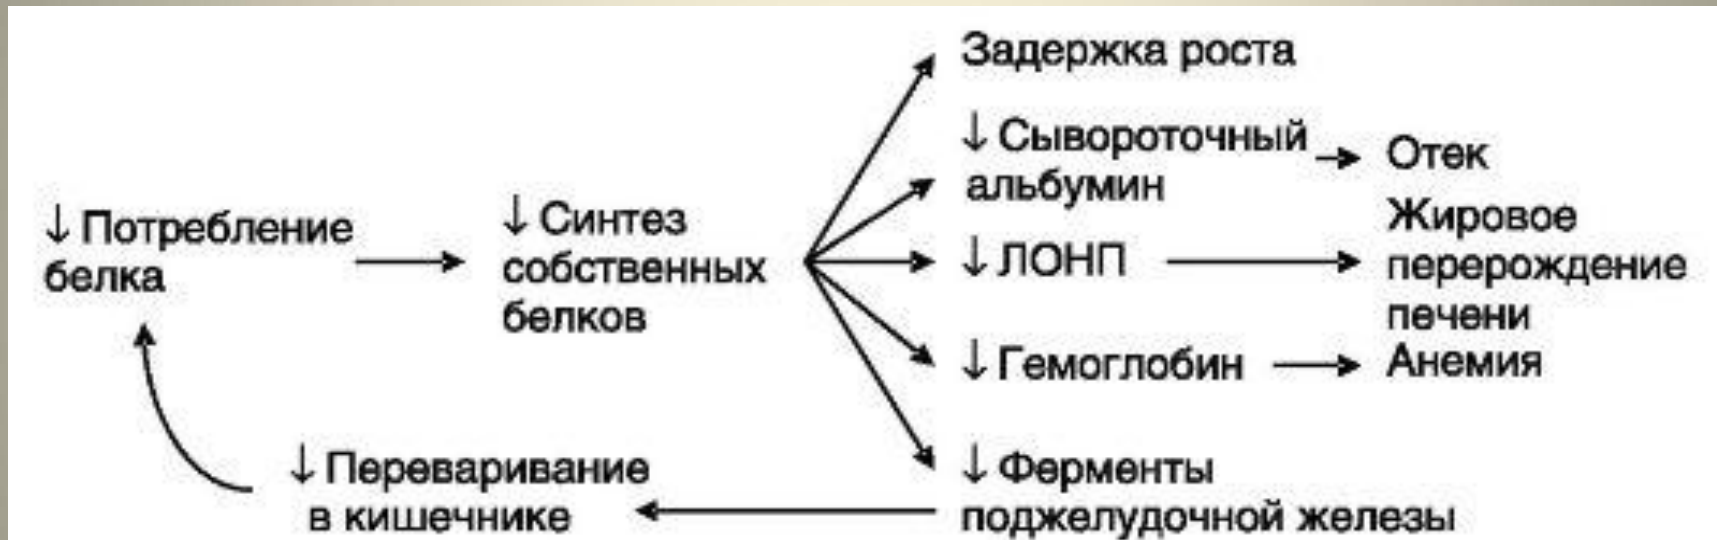 ↓ Потребление
белка
↓ Синтез
собственных
белков
Задержка роста
↓ Сывороточный
альбумин
Отек
↓ ЛОНП
Жировое
перерождение
печени
↓ Гемоглобин
Анемия
↓ Ферменты
поджелудочной железы
↓ Переваривание
в кишечнике